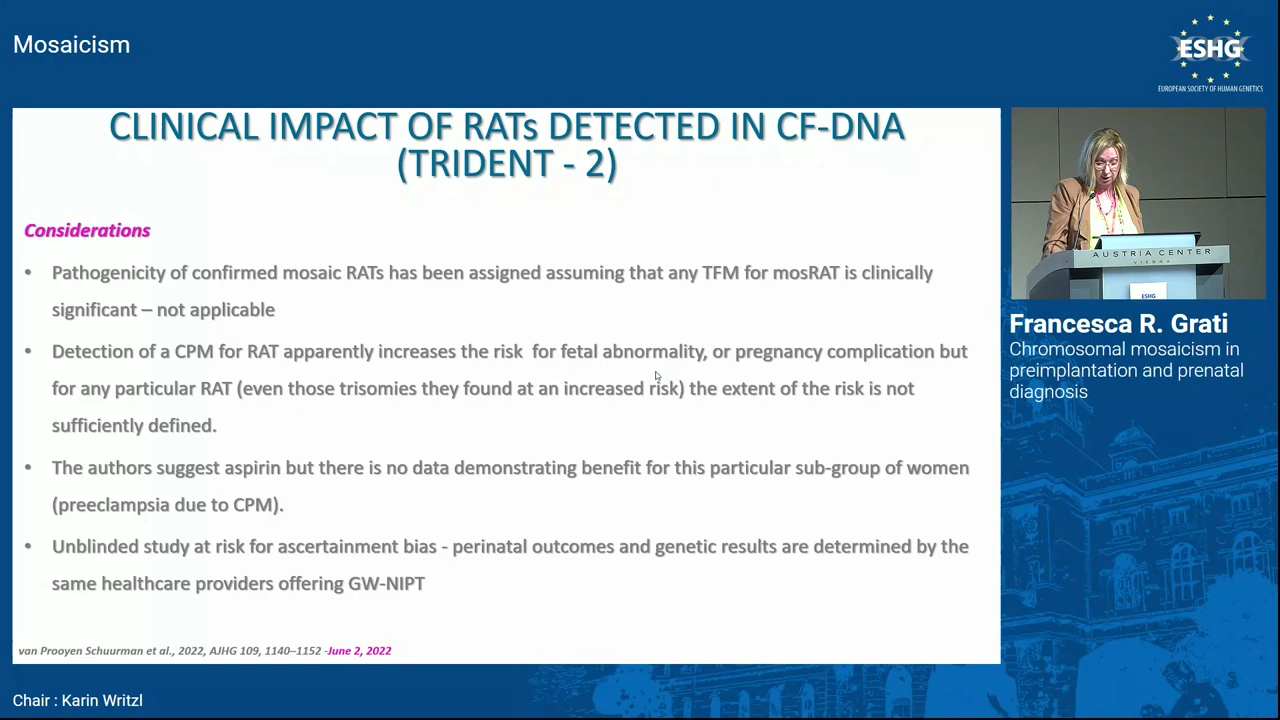 Mosaicism
ESHG
EUROPEAN SOCIETY OF HUMAN GENETICS
CLINICAL IMPACT OF RATs DETECTED IN CF-DNA
(TRIDENT - 2)
Considerations
• Pathogenicity of confirmed mosaic RATs has been assigned assuming that any TFM for mosRAT is clinically
significant – not applicable
• Detection of a CPM for RAT apparently increases the risk for fetal abnormality, or pregnancy complication but
for any particular RAT (even those trisomies they found at an increased risk) the extent of the risk is not
sufficiently defined.
• The authors suggest aspirin but there is no data demonstrating benefit for this particular sub-group of women
(preeclampsia due to CPM).
• Unblinded study at risk for ascertainment bias - perinatal outcomes and genetic results are determined by the
same healthcare providers offering GW-NIPT
van Prooyen Schuurman et al., 2022, AJHG 109, 1140–1152 -June 2, 2022
AUSTRIA CENTER
VIENNA
ESHG
Francesca R. Grati
Chromosomal mosaicism in
preimplantation and prenatal
diagnosis
Chair : Karin Writzl